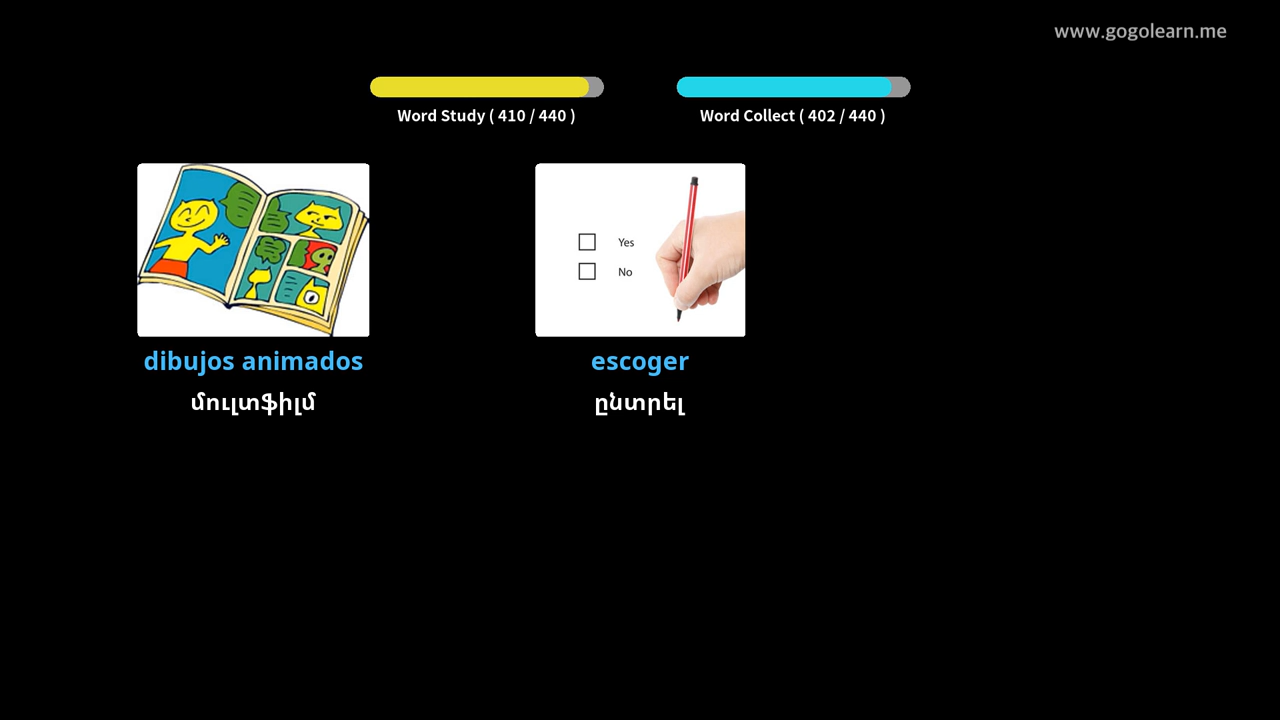 www.gogolearn.me
Word Study ( 410 / 440 )
Word Collect ( 402 / 440 )
Yes
No
dibujos animados
մուլտֆիլմ
escoger
ընտրել